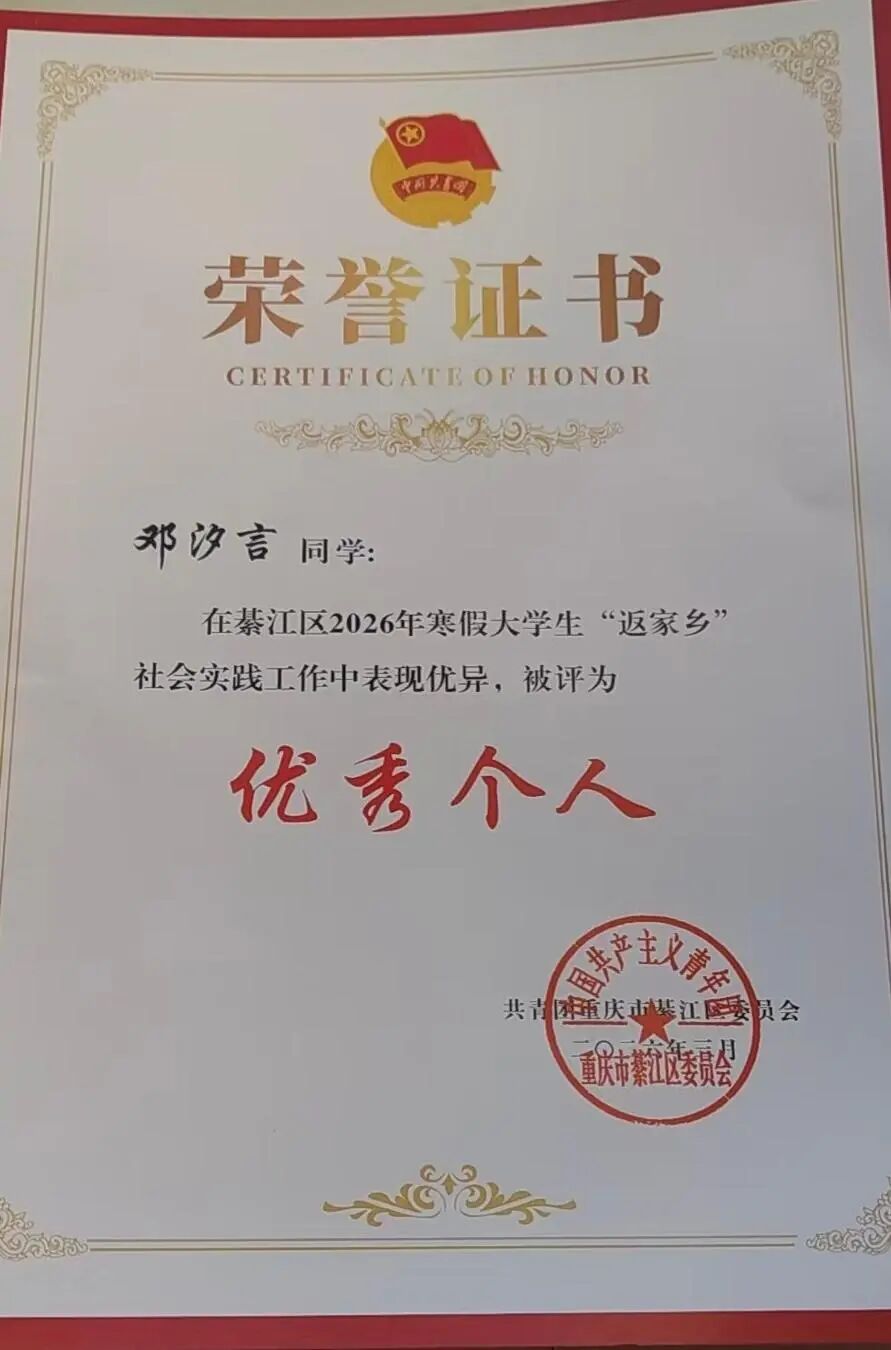 中国共青团
荣誉证书
CERTIFICATE OF HONOR
邓汐言 同学:
在綦江区2026年寒假大学生“返家乡”
社会实践工作中表现优异，被评为
优秀个人
共青团重庆市綦江区委员会
二〇二六年三月
中国共产主义青年团
重庆市綦江区委员会